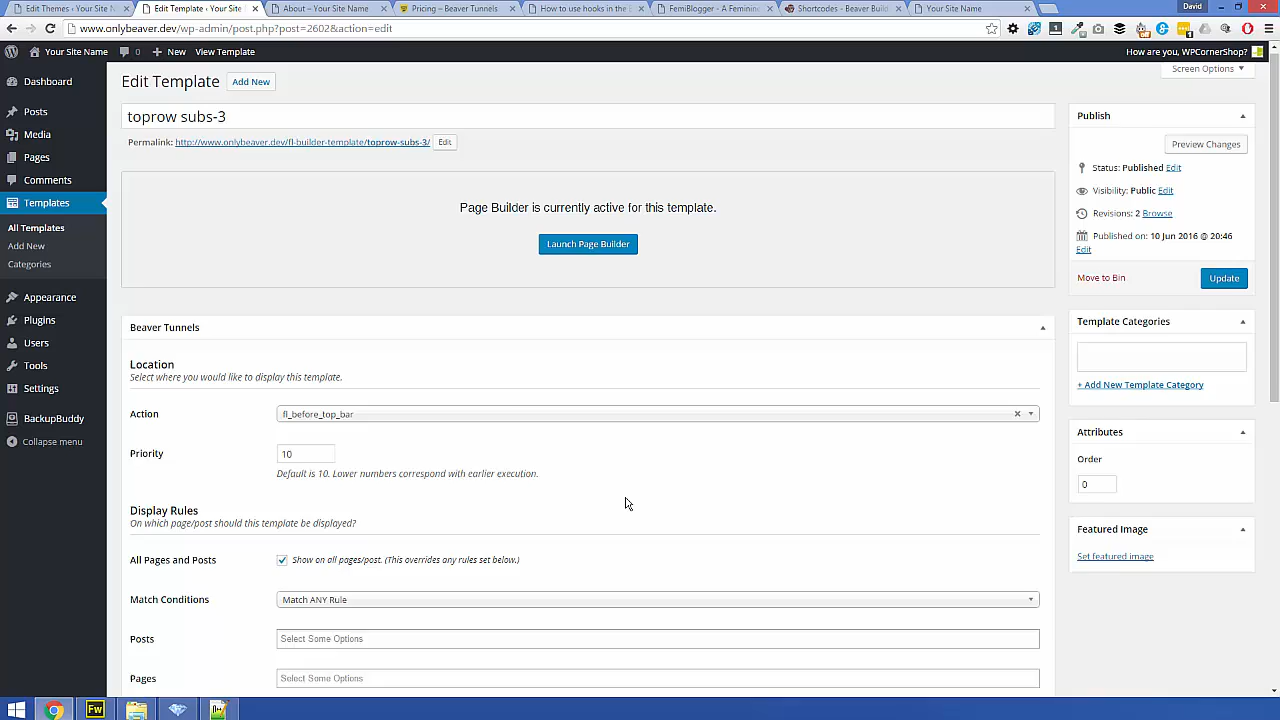 David
Edit Themes ‹ Your Site N
Edit Template ‹ Your Site
About – Your Site Name
Pricing – Beaver Tunnels
How to use hooks in the B
FemiBlogger - A Feminin
Shortcodes - Beaver Buil
Your Site Name
www.onlybeaver.dev/wp-admin/post.php?post=2602&action=edit
Your Site Name
0
+ New
View Template
How are you, WPCornerShop?
Screen Options ▼
Dashboard
Posts
Media
Pages
Comments
Templates
All Templates
Add New
Categories
Appearance
Plugins
Users
Tools
Settings
BackupBuddy
Collapse menu
Edit Template
Add New
toprow subs-3
Permalink: http://www.onlybeaver.dev/fl-builder-template/toprow-subs-3/ Edit
Page Builder is currently active for this template.
Launch Page Builder
Beaver Tunnels
Location
Select where you would like to display this template.
Action
fl_before_top_bar
Priority
10
Default is 10. Lower numbers correspond with earlier execution.
Display Rules
On which page/post should this template be displayed?
All Pages and Posts
Show on all pages/post. (This overrides any rules set below.)
Match Conditions
Match ANY Rule
Posts
Select Some Options
Pages
Select Some Options
Publish
Preview Changes
Status: Published Edit
Visibility: Public Edit
Revisions: 2 Browse
Published on: 10 Jun 2016 @ 20:46
Edit
Move to Bin
Update
Template Categories
+ Add New Template Category
Attributes
Order
0
Featured Image
Set featured image
Fw